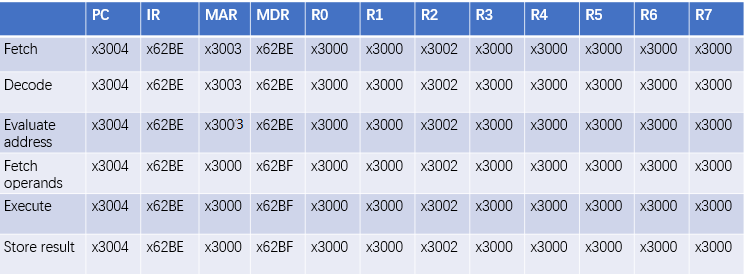 PC IR MAR MDR R0 R1 R2 R3 R4 R5 R6 R7
Fetch x3004 x62BE x3003 x62BE x3000 x3000 x3002 x3000 x3000 x3000 x3000 x3000
Decode x3004 x62BE x3003 x62BE x3000 x3000 x3002 x3000 x3000 x3000 x3000 x3000
Evaluate address x3004 x62BE x3003 x62BE x3000 x3000 x3002 x3000 x3000 x3000 x3000 x3000
Fetch operands x3004 x62BE x3000 x62BF x3000 x3000 x3002 x3000 x3000 x3000 x3000 x3000
Execute x3004 x62BE x3000 x62BF x3000 x3000 x3002 x3000 x3000 x3000 x3000 x3000
Store result x3004 x62BE x3000 x62BF x3000 x3000 x3002 x3000 x3000 x3000 x3000 x3000